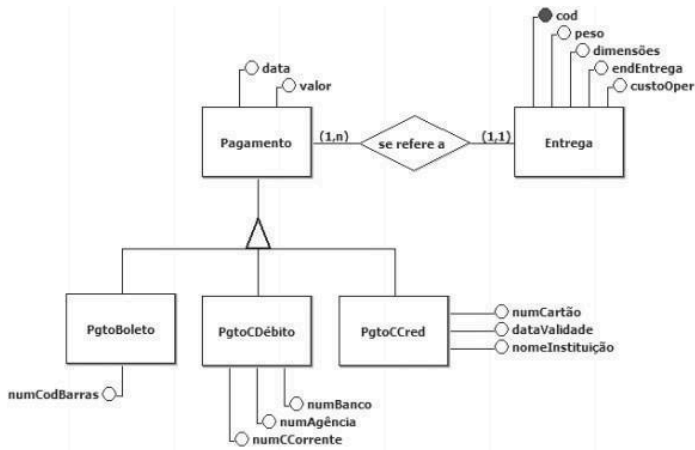 cod
peso
data
dimensões
endEntrega
valor
custoOper
Pagamento
(1,n)
se refere a
(1,1)
Entrega
PgtoBoleto
PgtoCDébito
PgtoCCred
numCartão
dataValidade
nomeInstituição
numCodBarras
numBanco
numAgência
numCCorrente